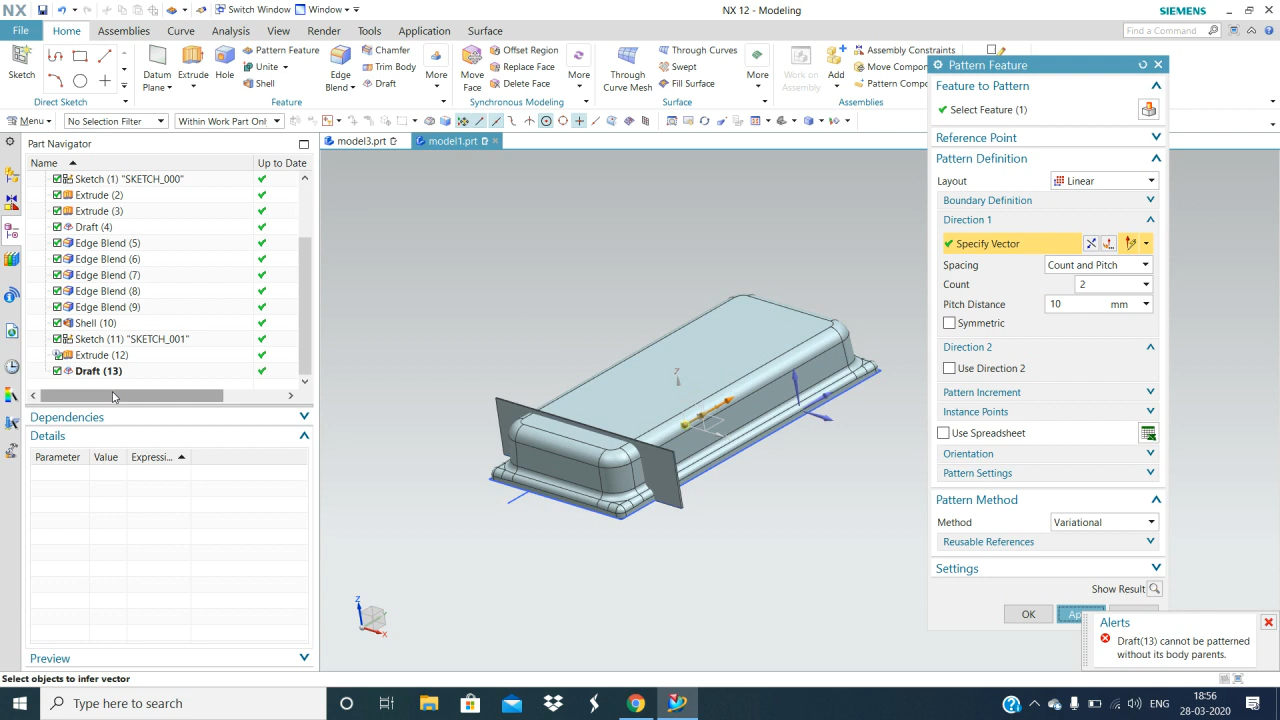 NX
Switch Window
Window
NX 12 - Modeling
SIEMENS
File
Home
Assemblies
Curve
Analysis
View
Render
Tools
Application
Surface
Find a Command
Sketch
Direct Sketch
Datum Plane
Extrude
Hole
Pattern Feature
Unite
Shell
Edge Blend
Chamfer
Trim Body
Draft
More
Feature
Move Face
Offset Region
Replace Face
Delete Face
More
Synchronous Modeling
Through Curve Mesh
Through Curves
Swept
Fill Surface
More
Surface
Work on Assembly
Add
Assembly Constraints
Move Compo
Pattern Compo
Assemblies
Menu
No Selection Filter
Within Work Part Onl
Part Navigator
model3.prt
model1.prt
Name
Up to Date
Sketch (1) "SKETCH_000"
Extrude (2)
Extrude (3)
Draft (4)
Edge Blend (5)
Edge Blend (6)
Edge Blend (7)
Edge Blend (8)
Edge Blend (9)
Shell (10)
Sketch (11) "SKETCH_001"
Extrude (12)
Draft (13)
Dependencies
Details
Parameter
Value
Expressi...
Preview
Z
Z
X
Pattern Feature
Feature to Pattern
Select Feature (1)
Reference Point
Pattern Definition
Layout
Linear
Boundary Definition
Direction 1
Specify Vector
Spacing
Count and Pitch
Count
2
Pitch Distance
10
mm
Symmetric
Direction 2
Use Direction 2
Pattern Increment
Instance Points
Use Spreadsheet
Orientation
Pattern Settings
Pattern Method
Method
Variational
Reusable References
Settings
Show Result
OK
Alerts
Draft(13) cannot be patterned
without its body parents.
Select objects to infer vector
Type here to search
ENG
18:56
28-03-2020